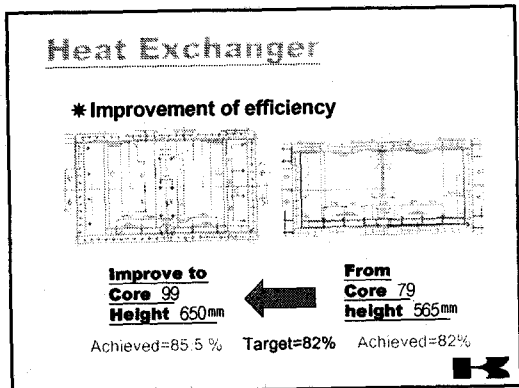 Heat Exchanger
* Improvement of efficiency
Improve to
Core 99
Height 650mm
From
Core 79
height 565mm
Achieved=85.5 % Target=82% Achieved=82%